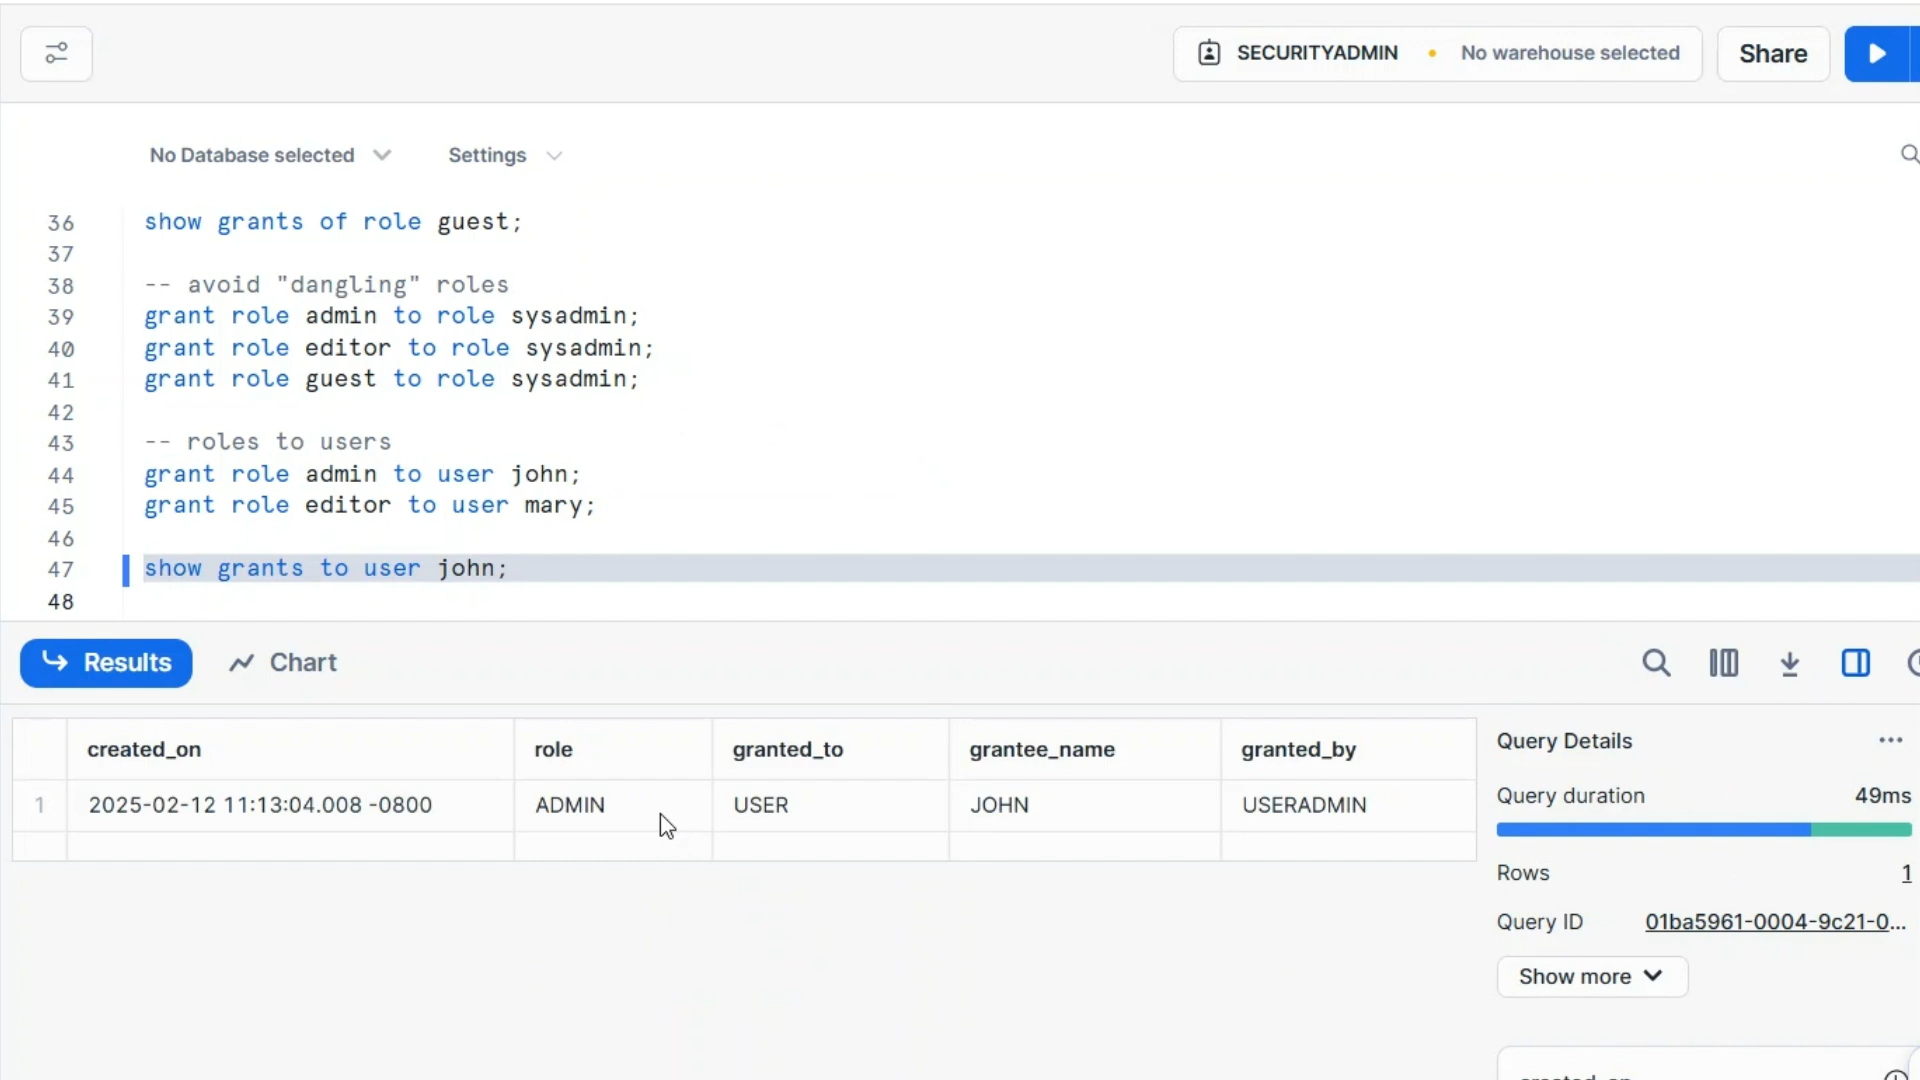 SECURITYADMIN • No warehouse selected
Share
No Database selected
Settings
36 show grants of role guest;
37
38 -- avoid "dangling" roles
39 grant role admin to role sysadmin;
40 grant role editor to role sysadmin;
41 grant role guest to role sysadmin;
42
43 -- roles to users
44 grant role admin to user john;
45 grant role editor to user mary;
46
47 show grants to user john;
48
Results
Chart
created_on role granted_to grantee_name granted_by
1 2025-02-12 11:13:04.008 -0800 ADMIN USER JOHN USERADMIN
Query Details ...
Query duration 49ms
Rows 1
Query ID 01ba5961-0004-9c21-0...
Show more